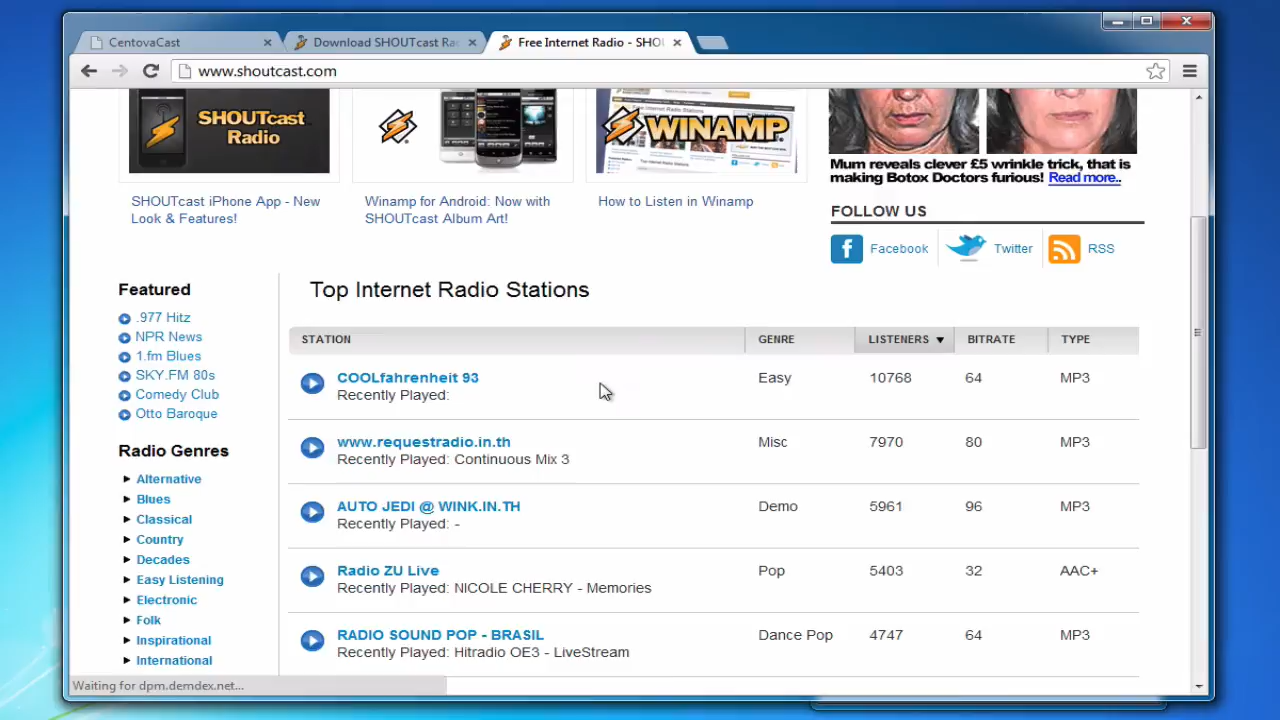 CentovaCast
Download SHOUTcast Ra
Free Internet Radio - SHOU
www.shoutcast.com
SHOUTcast
Radio
WINAMP
SHOUTcast iPhone App - New
Look & Features!
Winamp for Android: Now with
SHOUTcast Album Art!
How to Listen in Winamp
Mum reveals clever £5 wrinkle trick, that is
making Botox Doctors furious! Read more..
FOLLOW US
Facebook
Twitter
RSS
Featured
.977 Hitz
NPR News
1.fm Blues
SKY.FM 80s
Comedy Club
Otto Baroque
Radio Genres
Alternative
Blues
Classical
Country
Decades
Easy Listening
Electronic
Folk
Inspirational
International
Top Internet Radio Stations
STATION GENRE LISTENERS BITRATE TYPE
COOLfahrenheit 93 Easy 10768 64 MP3
Recently Played:
www.requestradio.in.th Misc 7970 80 MP3
Recently Played: Continuous Mix 3
AUTO JEDI @ WINK.IN.TH Demo 5961 96 MP3
Recently Played: -
Radio ZU Live Pop 5403 32 AAC+
Recently Played: NICOLE CHERRY - Memories
RADIO SOUND POP - BRASIL Dance Pop 4747 64 MP3
Recently Played: Hitradio OE3 - LiveStream
Waiting for dpm.demdex.net...